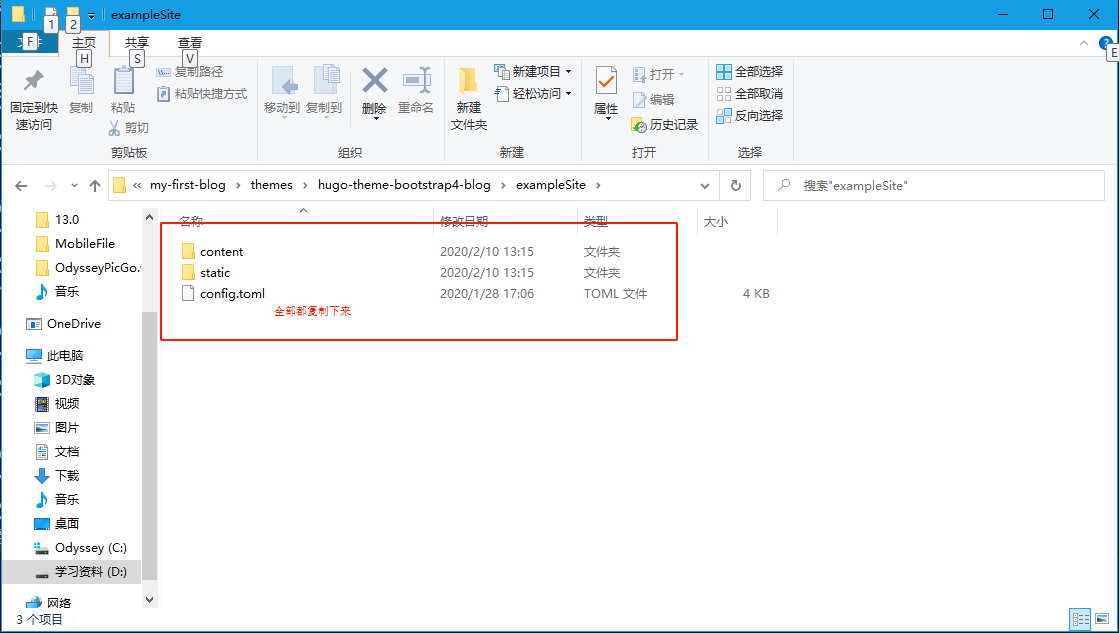 exampleSite
1
2
F
主页
共享
查看
H
S
V
E
固定到快
速访问
复制
粘贴
复制路径
粘贴快捷方式
剪切
剪贴板
移动到
复制到
删除
重命名
组织
新建
文件夹
新建项目
轻松访问
新建
属性
打开
编辑
历史记录
打开
全部选择
全部取消
反向选择
选择
« my-first-blog › themes › hugo-theme-bootstrap4-blog › exampleSite ›
搜索"exampleSite"
13.0
MobileFile
OdysseyPicGo.
音乐
OneDrive
此电脑
3D对象
视频
图片
文档
下载
音乐
桌面
Odyssey (C:)
学习资料 (D:)
网络
名称 修改日期 类型 大小
content 2020/2/10 13:15 文件夹
static 2020/2/10 13:15 文件夹
config.toml 2020/1/28 17:06 TOML 文件 4 KB
全部都复制下来
3 个项目